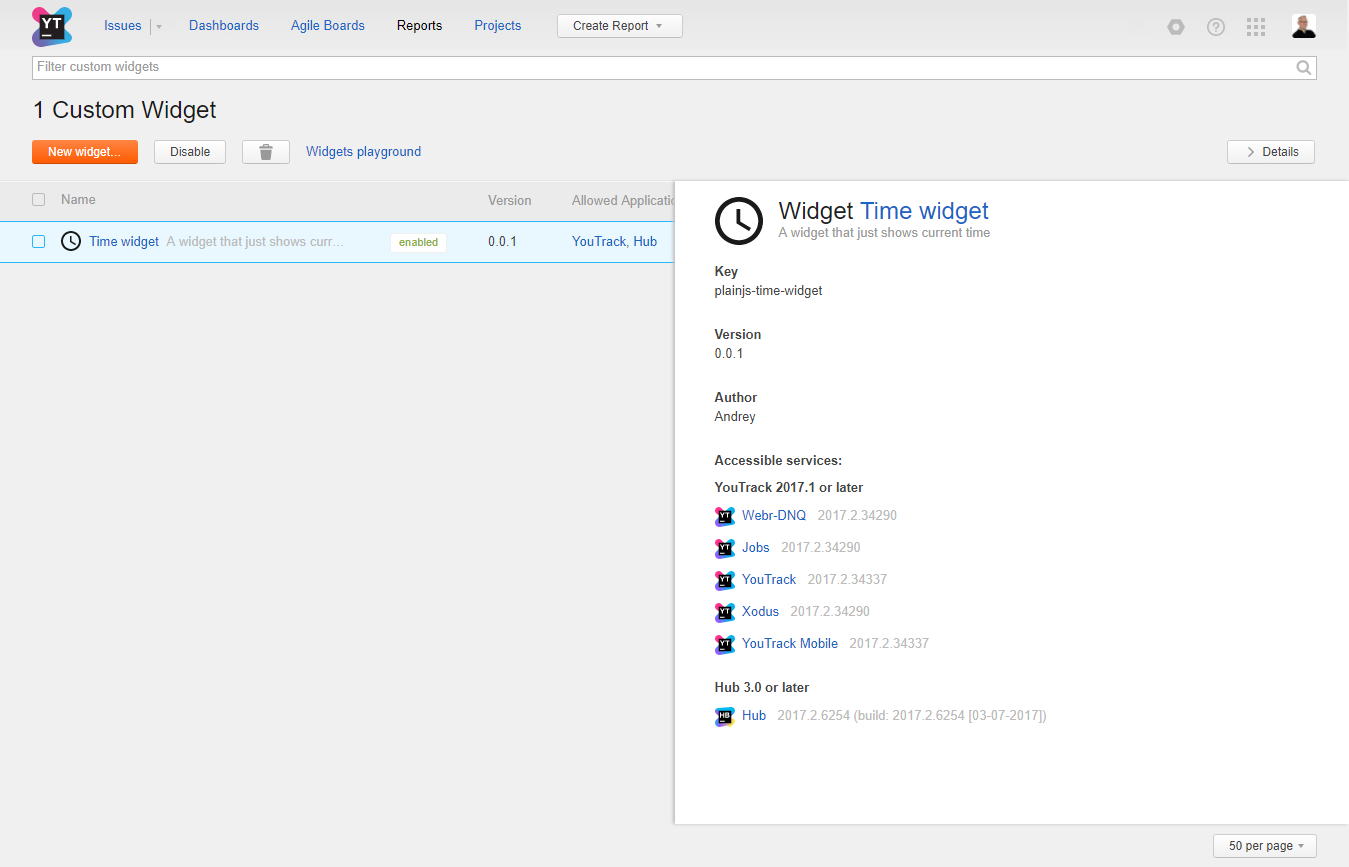 YT
Issues Dashboards Agile Boards Reports Projects Create Report
Filter custom widgets
1 Custom Widget
New widget... Disable Widgets playground Details
Name Version Allowed
Time widget A widget that just shows curr... enabled 0.0.1 YouTrack, Hub
Widget Time widget
A widget that just shows current time
Key
plainjs-time-widget
Version
0.0.1
Author
Andrey
Accessible services:
YouTrack 2017.1 or later
YT Webr-DNQ 2017.2.34290
YT Jobs 2017.2.34290
YT YouTrack 2017.2.34337
YT Xodus 2017.2.34290
YT YouTrack Mobile 2017.2.34337
Hub 3.0 or later
HB Hub 2017.2.6254 (build: 2017.2.6254 [03-07-2017])
50 per page